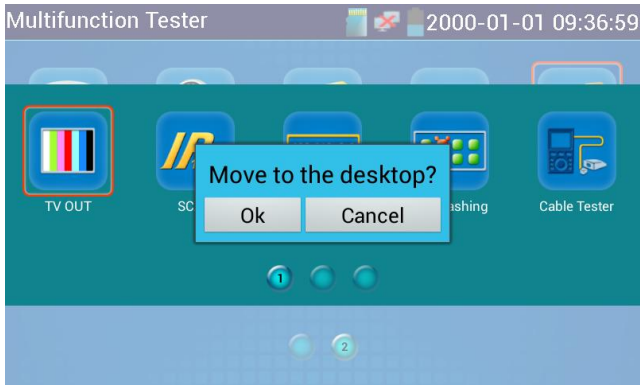 Multifunction Tester 2000-01-01 09:36:59
Move to the desktop?
Ok Cancel
TV OUT SC ashing Cable Tester
1
2